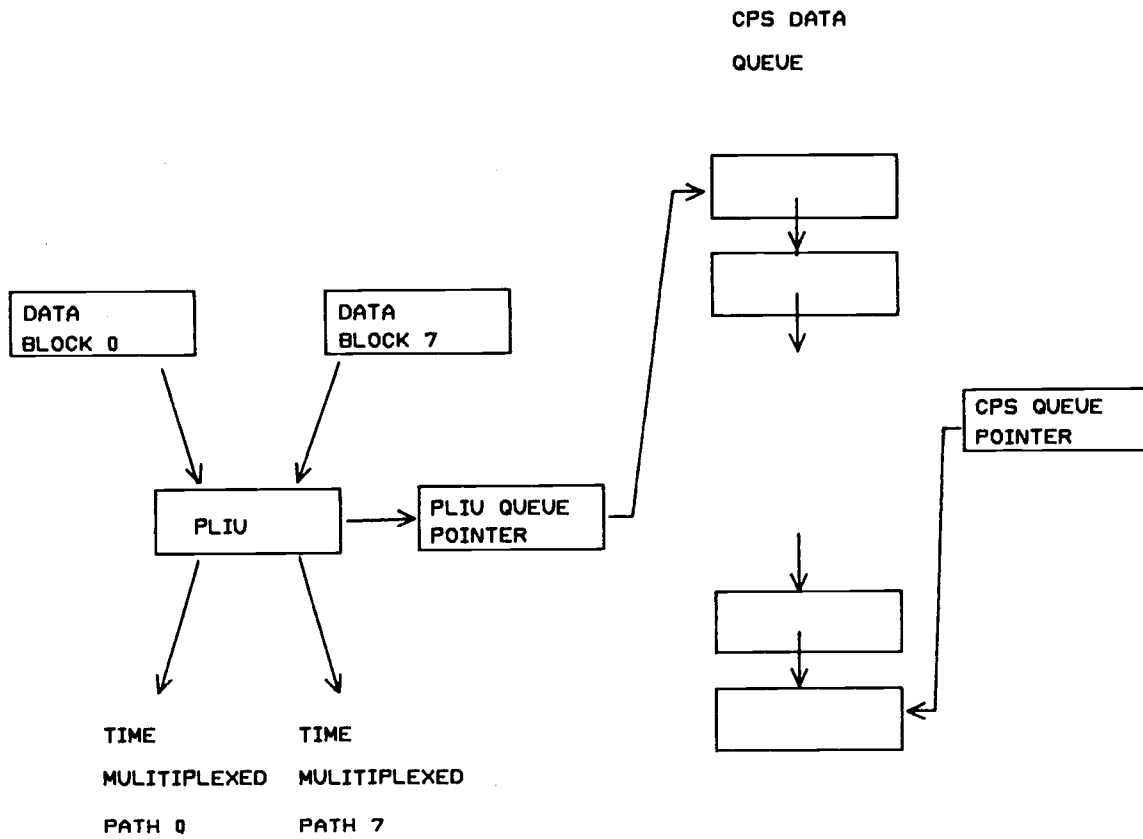 CPS DATA
QUEUE
DATA
BLOCK 0
DATA
BLOCK 7
CPS QUEUE
POINTER
PLIU
PLIU QUEUE
POINTER
TIME
MULITIPLEXED
PATH 0
TIME
MULITIPLEXED
PATH 7